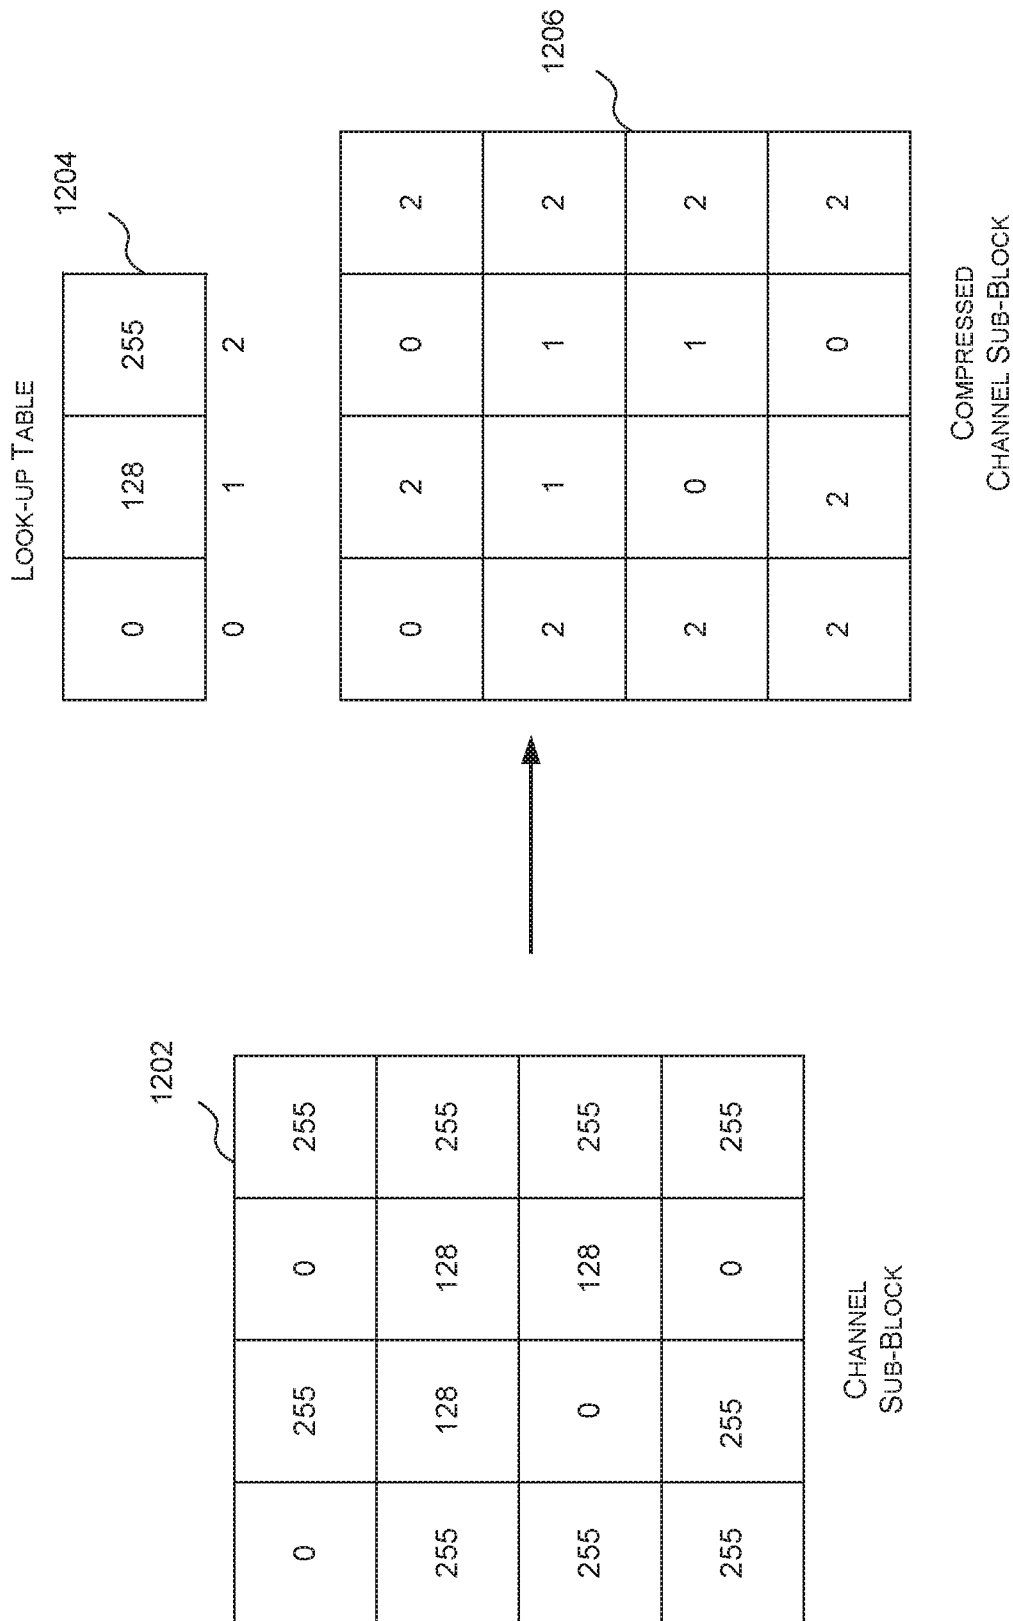 1202
0 255 0 255
255 128 128 255
255 0 128 255
255 255 0 255
CHANNEL
SUB-BLOCK
LOOK-UP TABLE
1204
0 128 255
0 1 2
1206
0 2 0 2
2 1 1 2
2 0 1 2
2 2 0 2
COMPRESSED
CHANNEL SUB-BLOCK